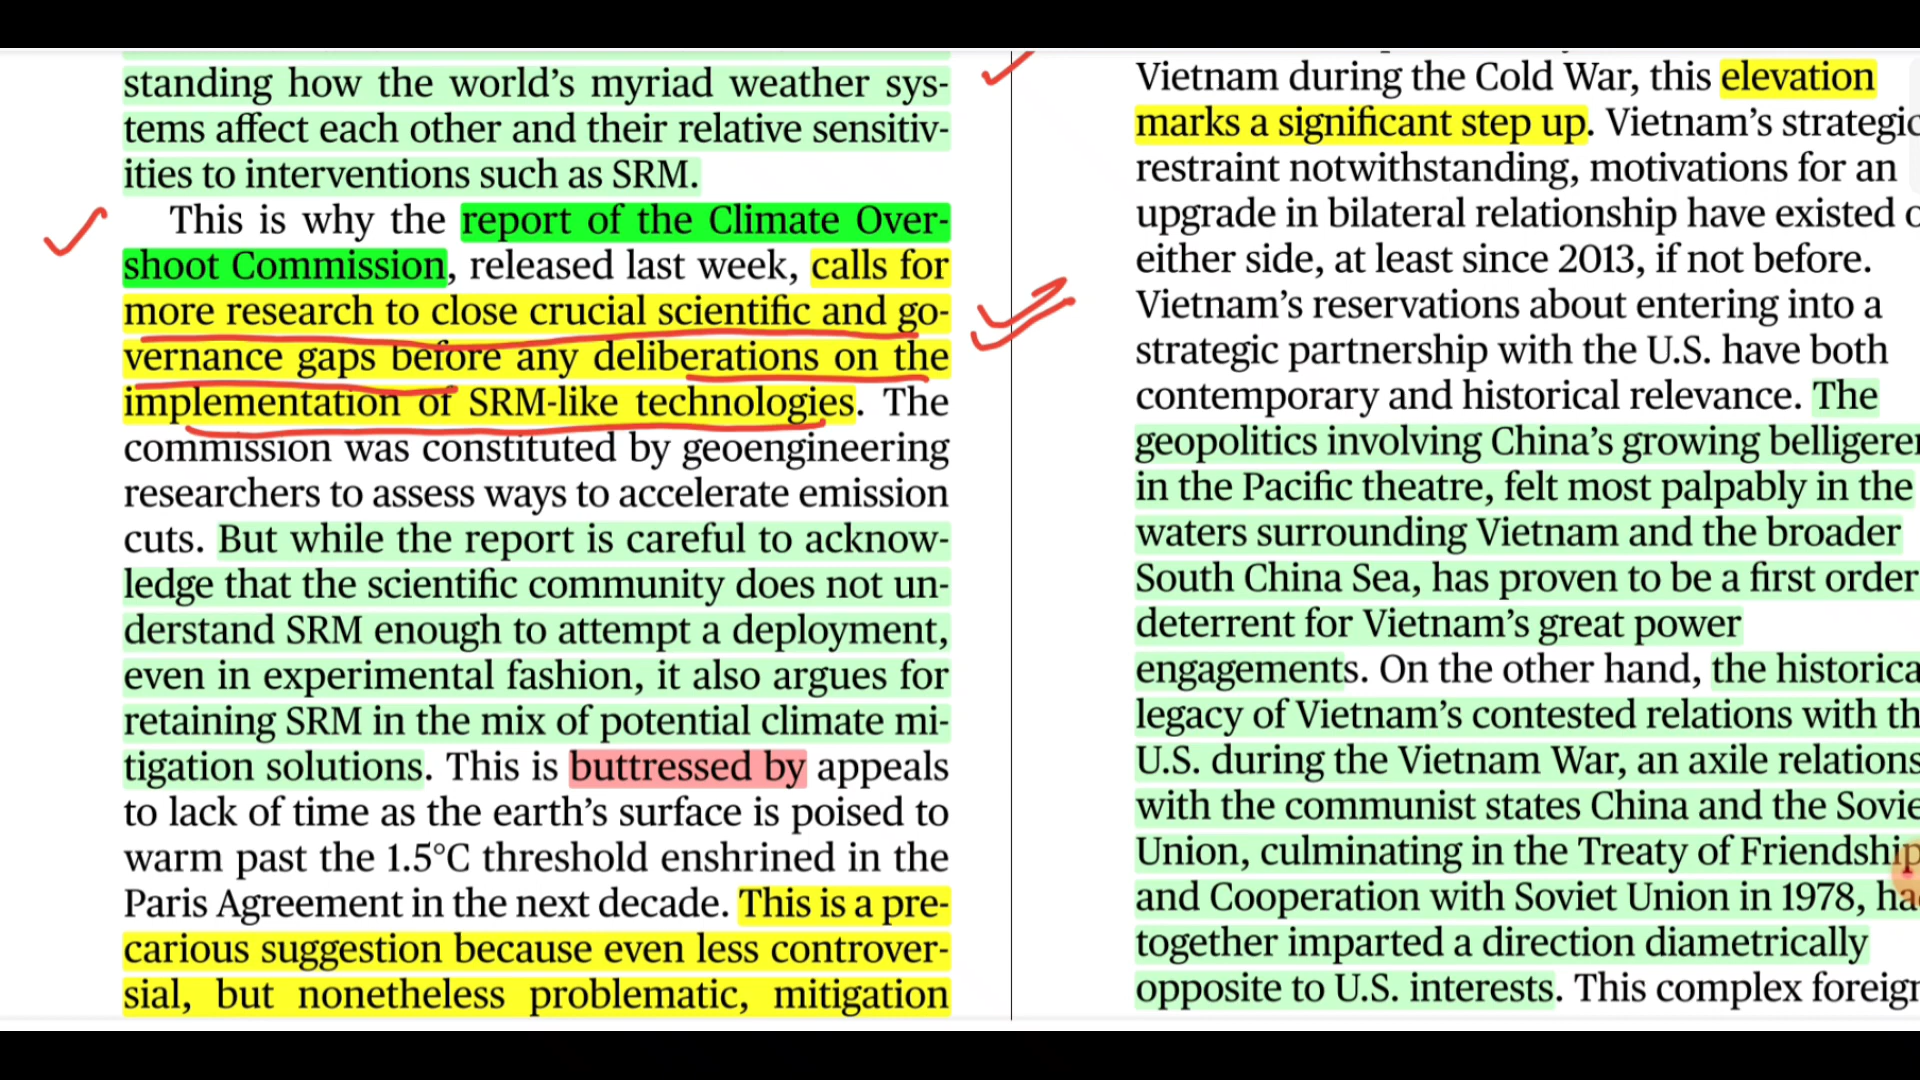 standing how the world’s myriad weather sys-
tems affect each other and their relative sensitiv-
ities to interventions such as SRM.
This is why the report of the Climate Over-
shoot Commission, released last week, calls for
more research to close crucial scientific and go-
vernance gaps before any deliberations on the
implementation of SRM-like technologies. The
commission was constituted by geoengineering
researchers to assess ways to accelerate emission
cuts. But while the report is careful to acknow-
ledge that the scientific community does not un-
derstand SRM enough to attempt a deployment,
even in experimental fashion, it also argues for
retaining SRM in the mix of potential climate mi-
tigation solutions. This is buttressed by appeals
to lack of time as the earth’s surface is poised to
warm past the 1.5°C threshold enshrined in the
Paris Agreement in the next decade. This is a pre-
carious suggestion because even less controver-
sial, but nonetheless problematic, mitigation
Vietnam during the Cold War, this elevation
marks a significant step up. Vietnam’s strategic
restraint notwithstanding, motivations for an
upgrade in bilateral relationship have existed
either side, at least since 2013, if not before.
Vietnam’s reservations about entering into a
strategic partnership with the U.S. have both
contemporary and historical relevance. The
geopolitics involving China’s growing
in the Pacific theatre, felt most palpably in the
waters surrounding Vietnam and the broader
South China Sea, has proven to be a first order
deterrent for Vietnam’s great power
engagements. On the other hand, the
legacy of Vietnam’s contested relations with
U.S. during the Vietnam War, an axile
with the communist states China and the
Union, culminating in the Treaty of Friendship
and Cooperation with Soviet Union in 1978,
together imparted a direction diametrically
opposite to U.S. interests. This complex foreign